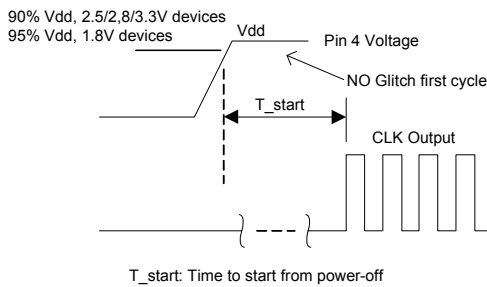 90% Vdd, 2.5/2,8/3.3V devices
95% Vdd, 1.8V devices
Vdd
Pin 4 Voltage
NO Glitch first cycle
T_start
CLK Output
T_start: Time to start from power-off